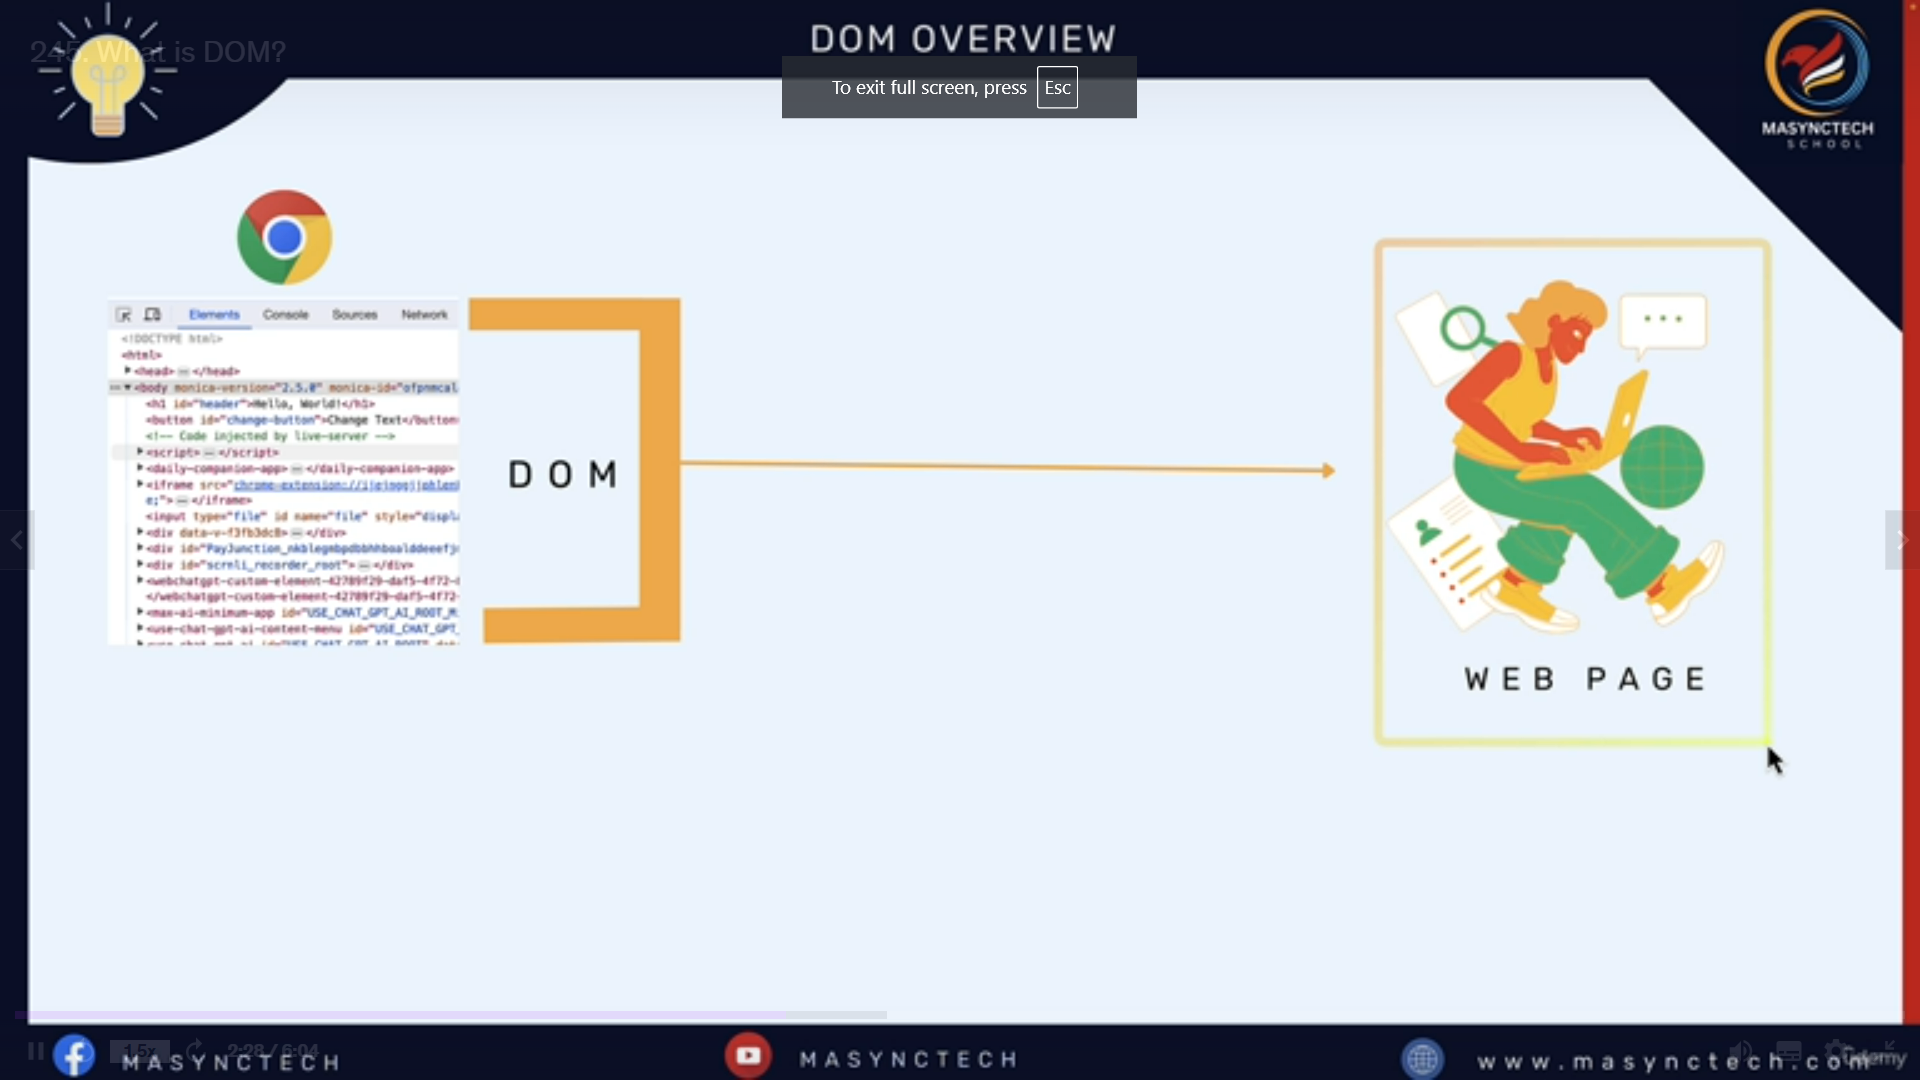 DOM OVERVIEW
245. What is DOM?
To exit full screen, press Esc
MASYNCTECH
SCHOOL
Elements Console Sources Network
<!DOCTYPE html>
<html>
<head> </head>
<body monica-version="2.5.0" monica-id="ofpnmcal
<h1 id="header">Hello, World!</h1>
<button id="change-button">Change Text</button>
<!-- Code injected by live-server -->
<script> </script>
<daily-companion-app> </daily-companion-app>
<iframe src="chrome-extension://
e;"> </iframe>
<input type="file" id name="file" style="displ
<div data-v-f3fb3dc8> </div>
<div id=
<div id="scrnli_recorder_root"> </div>
<webchatgpt-custom-element-42789f29-daf5-4f72-
</webchatgpt-custom-element-42789f29-daf5-4f72-
<max-ai-minimum-app id="USE_CHAT_GPT_AI_ROOT_M
<use-chat-gpt-ai-content-menu id="USE_CHAT_GPT_
DOM
WEB PAGE
1.5x 2:28 / 6:04
MASYNCTECH
MASYNCTECH
www.masynctech.com
Udemy